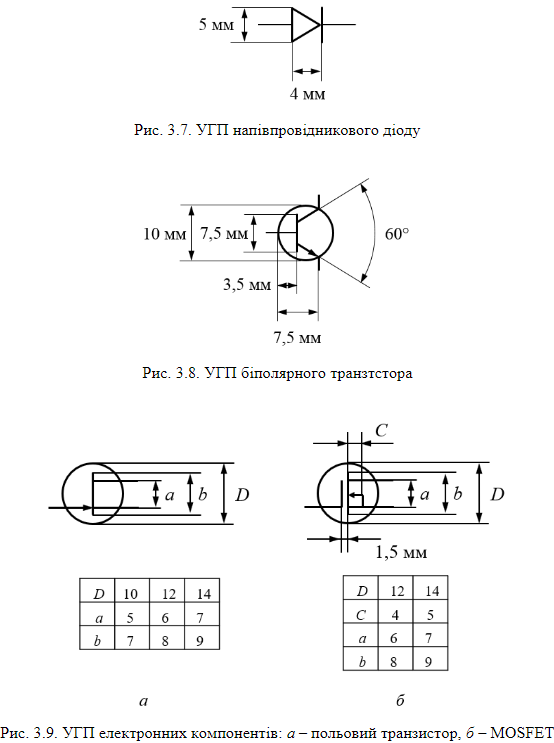 5 мм
4 мм
Рис. 3.7. УГП напівпровідникового діоду
10 мм 7,5 мм 60°
3,5 мм
7,5 мм
Рис. 3.8. УГП біполярного транзтстора
C
a b D a b D
1,5 мм
D 10 12 14
a 5 6 7
b 7 8 9
D 12 14
C 4 5
a 6 7
b 8 9
а б
Рис. 3.9. УГП електронних компонентів: а – польовий транзистор, б – MOSFET